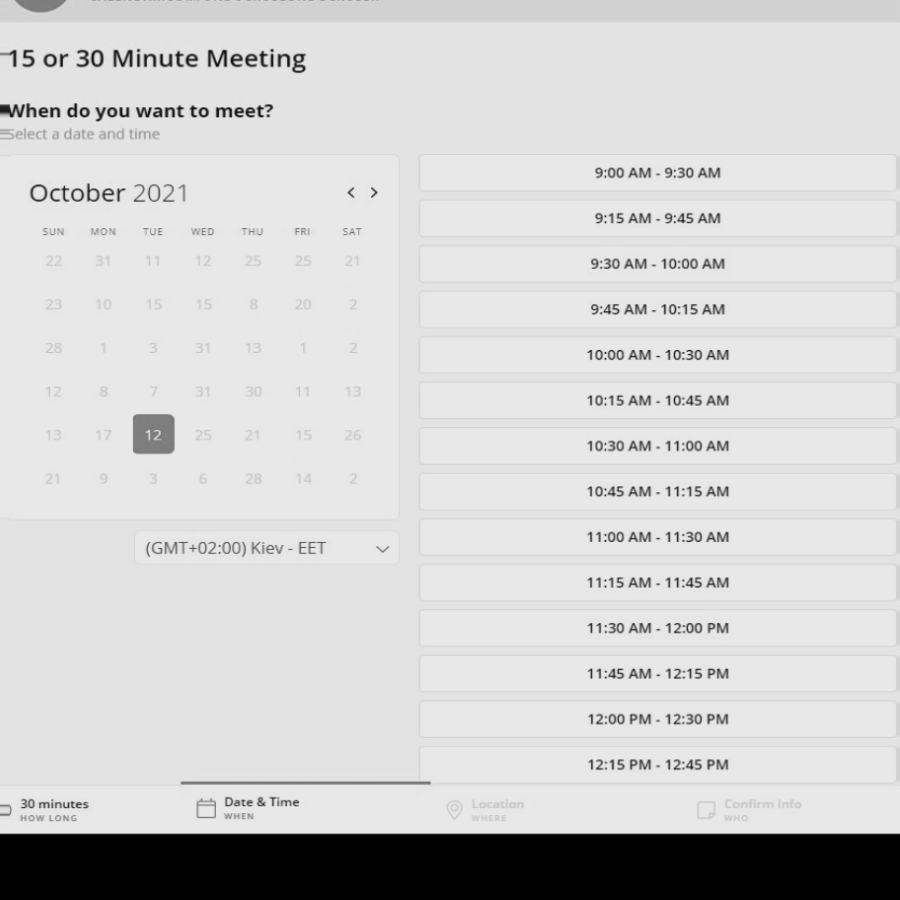 15 or 30 Minute Meeting
When do you want to meet?
Select a date and time
October 2021
SUN MON TUE WED THU FRI SAT
22 31 11 12 25 25 21
23 10 15 15 8 20 2
28 1 3 31 13 1 2
12 8 7 31 30 11 13
13 17 12 25 21 15 26
21 9 3 6 28 14 2
(GMT+02:00) Kiev - EET
9:00 AM - 9:30 AM
9:15 AM - 9:45 AM
9:30 AM - 10:00 AM
9:45 AM - 10:15 AM
10:00 AM - 10:30 AM
10:15 AM - 10:45 AM
10:30 AM - 11:00 AM
10:45 AM - 11:15 AM
11:00 AM - 11:30 AM
11:15 AM - 11:45 AM
11:30 AM - 12:00 PM
11:45 AM - 12:15 PM
12:00 PM - 12:30 PM
12:15 PM - 12:45 PM
30 minutes
HOW LONG
Date & Time
WHEN
Location
WHERE
Confirm Info
WHO